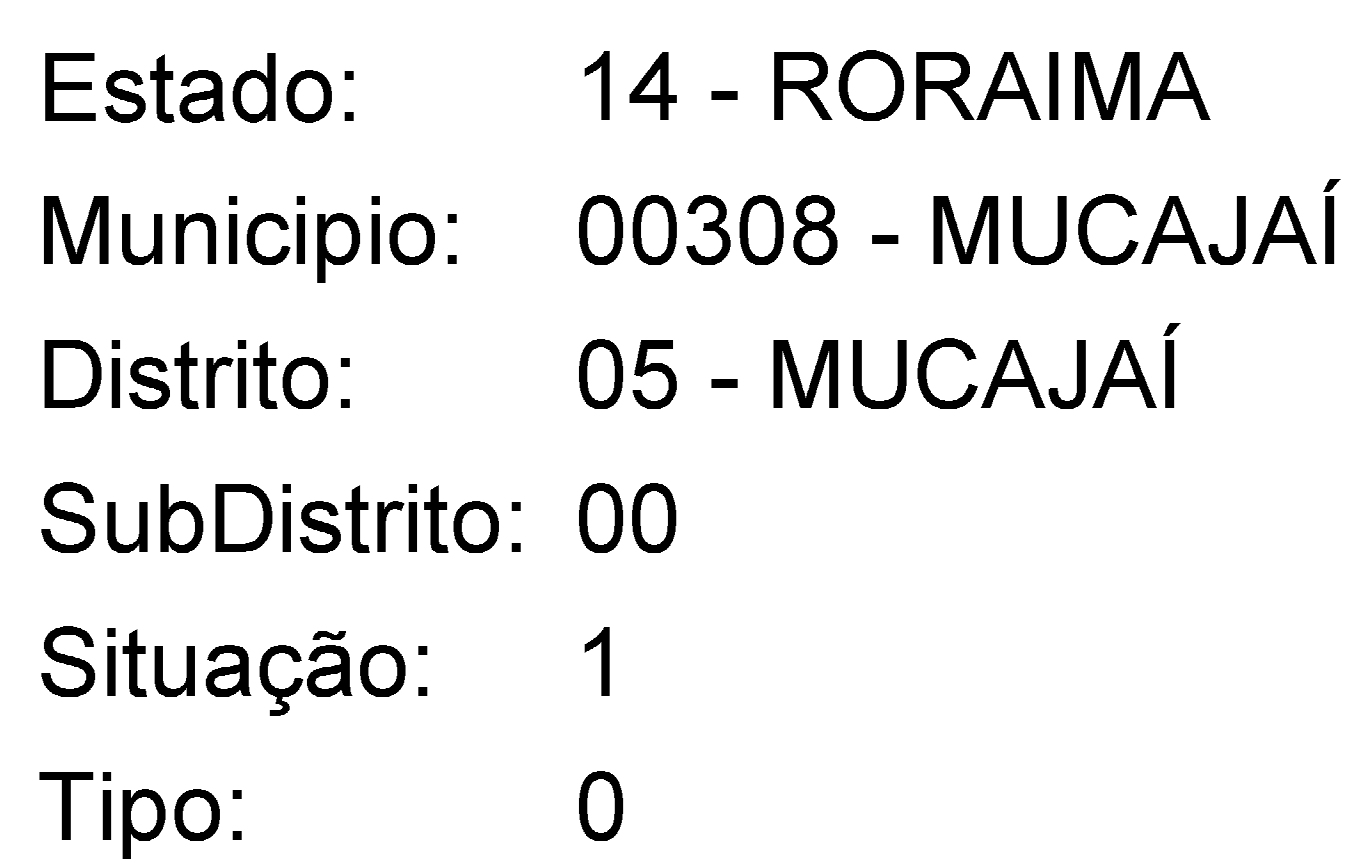 Estado: 14 - RORAIMA
Municipio: 00308 - MUCAJAÍ
Distrito: 05 - MUCAJAÍ
SubDistrito: 00
Situação: 1
Tipo: 0